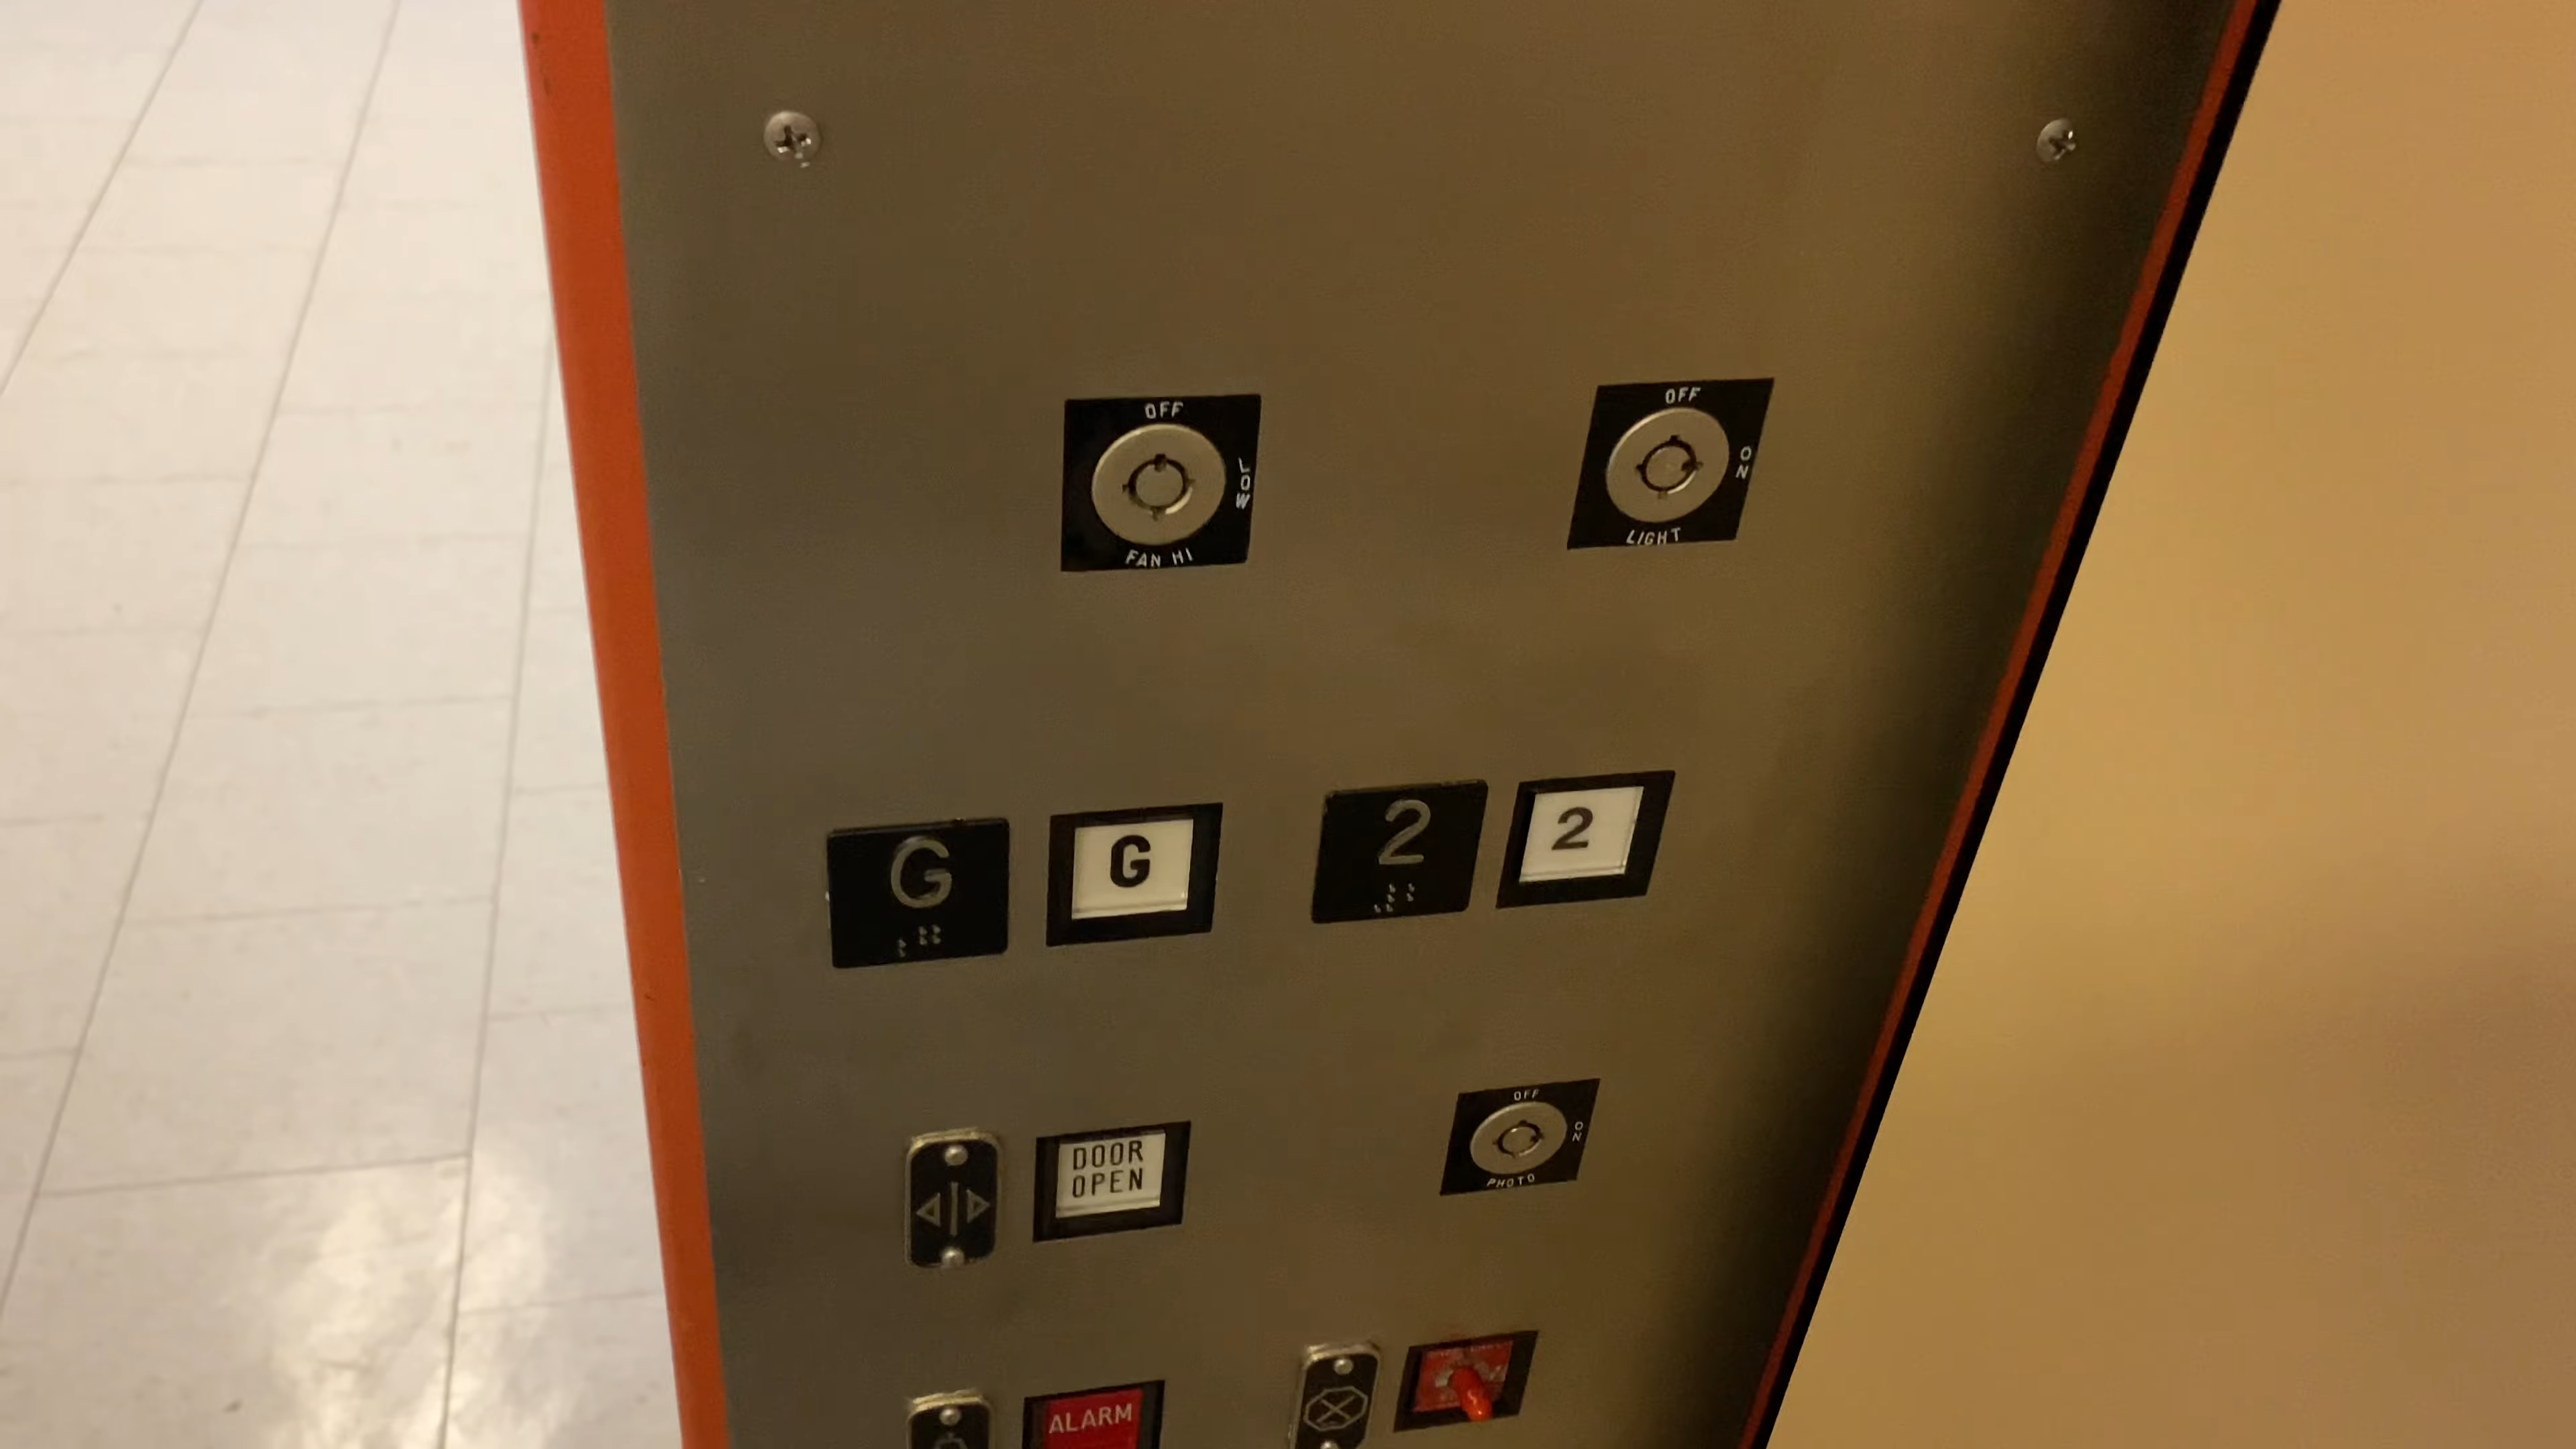 OFF
LOW
FAN HI
OFF
ON
LIGHT
G
G
2
2
DOOR
OPEN
OFF
ON
PHOTO
ALARM